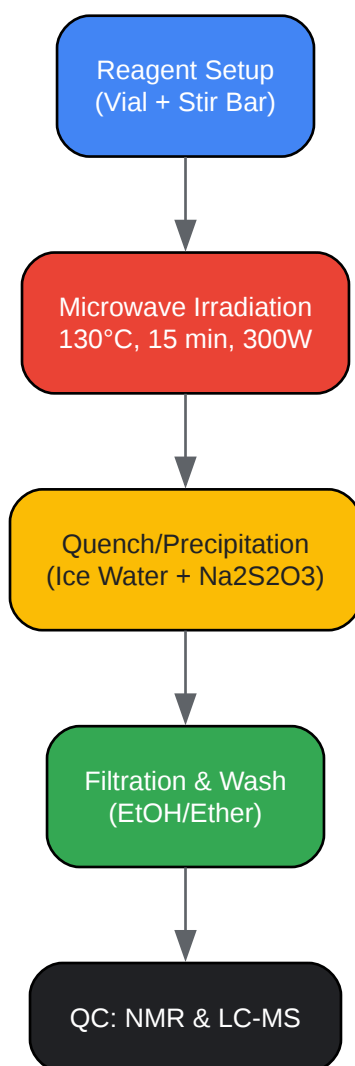 Reagent Setup
(Vial + Stir Bar)
Microwave Irradiation
130°C, 15 min, 300W
Quench/Precipitation
(Ice Water + Na2S2O3)
Filtration & Wash
(EtOH/Ether)
QC: NMR & LC-MS